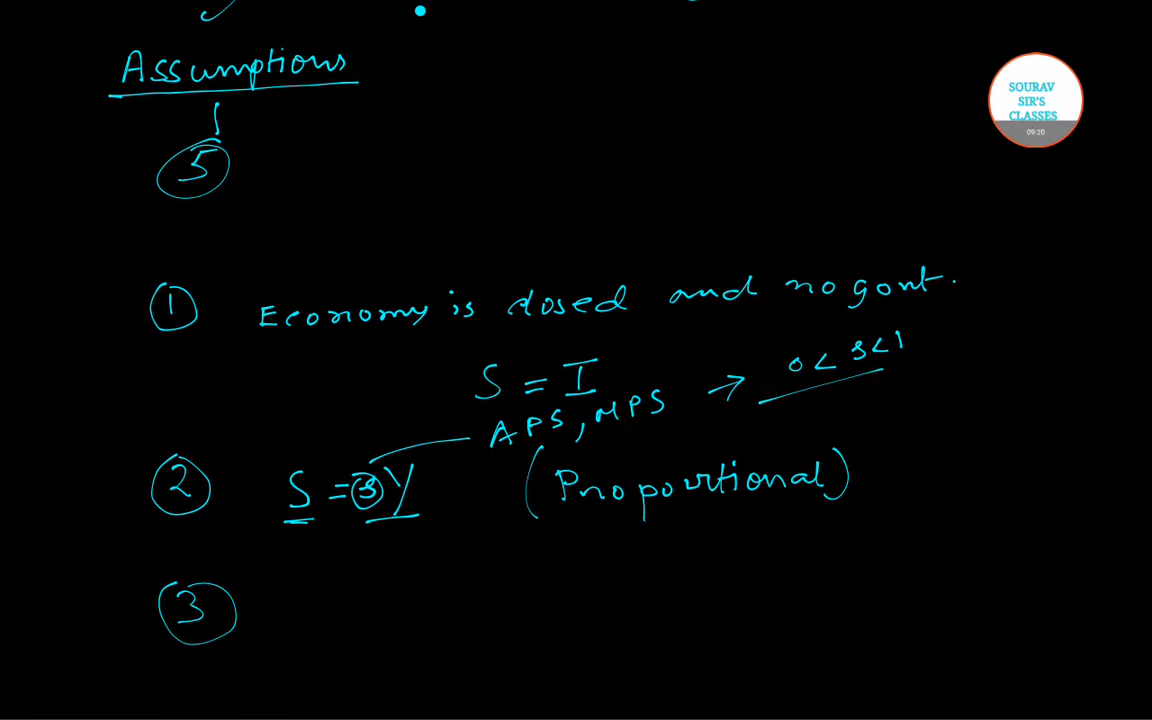 Assumptions
5
SOURAV
SIR'S
CLASSES
09:20
① Economy is closed and no govt.
S = I
APS, MPS → 0 < s < 1
② S = sY (Proportional)
③